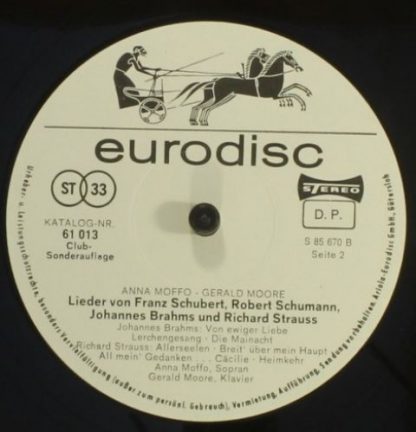 eurodisc
ST 33
STEREO
D. P.
KATALOG-NR.
61 013
Club-
Sonderauflage
S 85 670 B
Seite 2
ANNA MOFFO - GERALD MOORE
Lieder von Franz Schubert, Robert Schumann,
Johannes Brahms und Richard Strauss
Johannes Brahms: Von ewiger Liebe
Lerchengesang · Die Mainacht
Richard Strauss: Allerseelen · Breit' über mein Haupt
All mein' Gedanken . . . Cäcilie · Heimkehr
Anna Moffo, Sopran
Gerald Moore, Klavier
Urheber- u. Leistungsschutzrechte, besonders Vervielfältigung (außer zum persönl. Gebrauch), Vermietung, Aufführung, Sendung vorbehalten. Ariola-Eurodisc GmbH, Gütersloh